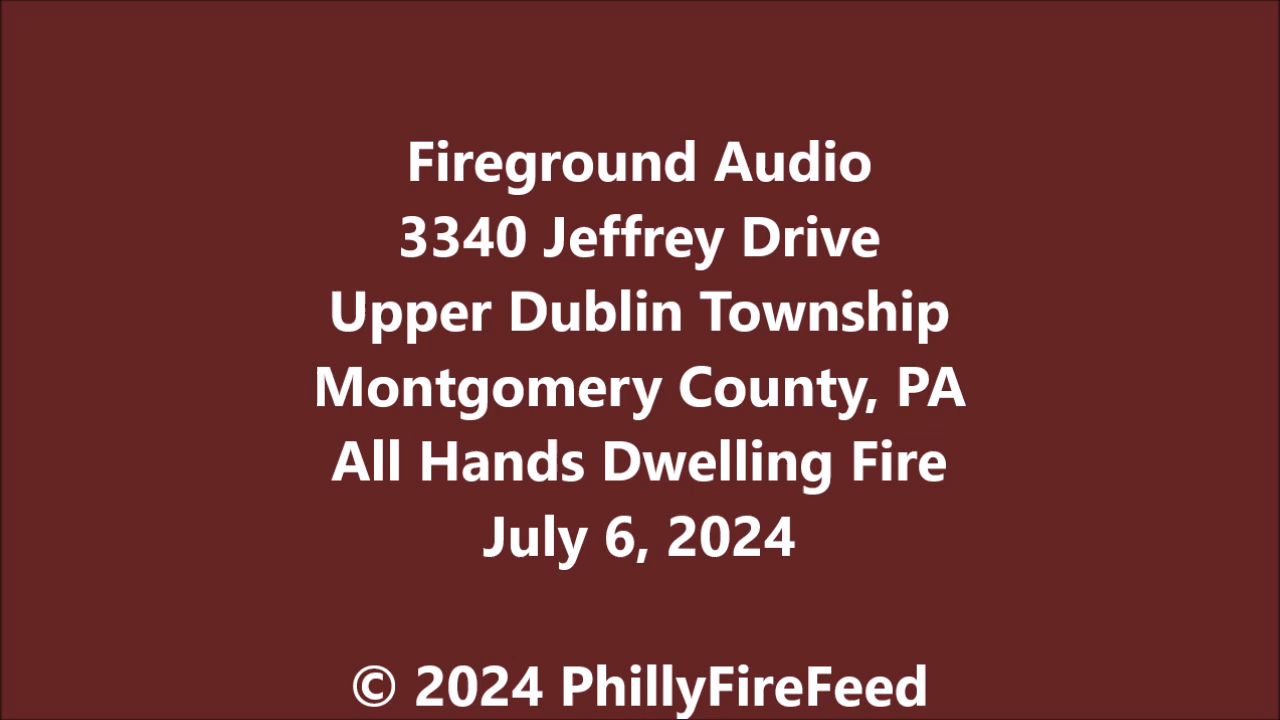 Fireground Audio
3340 Jeffrey Drive
Upper Dublin Township
Montgomery County, PA
All Hands Dwelling Fire
July 6, 2024
© 2024 PhillyFireFeed